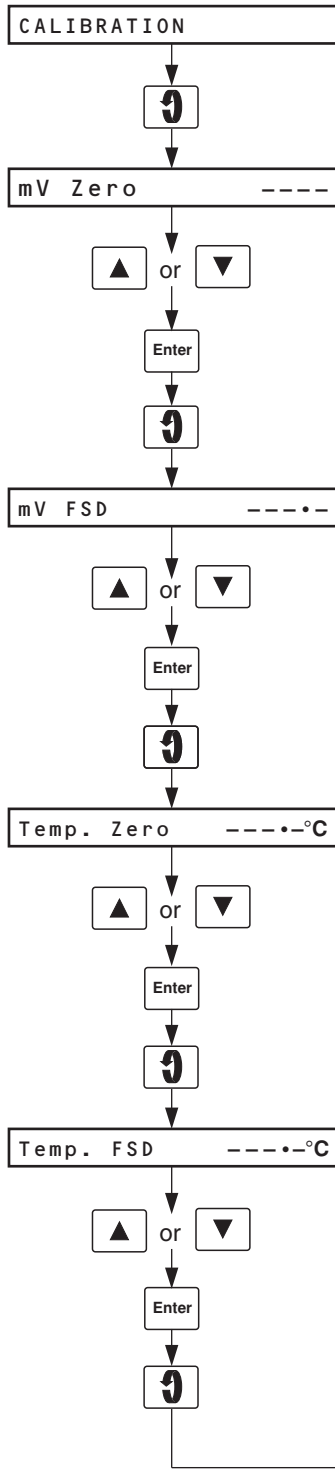 CALIBRATION
mV Zero ----
or
Enter
mV FSD ---•-
or
Enter
Temp. Zero ---•-°C
or
Enter
Temp. FSD ---•-°C
or
Enter